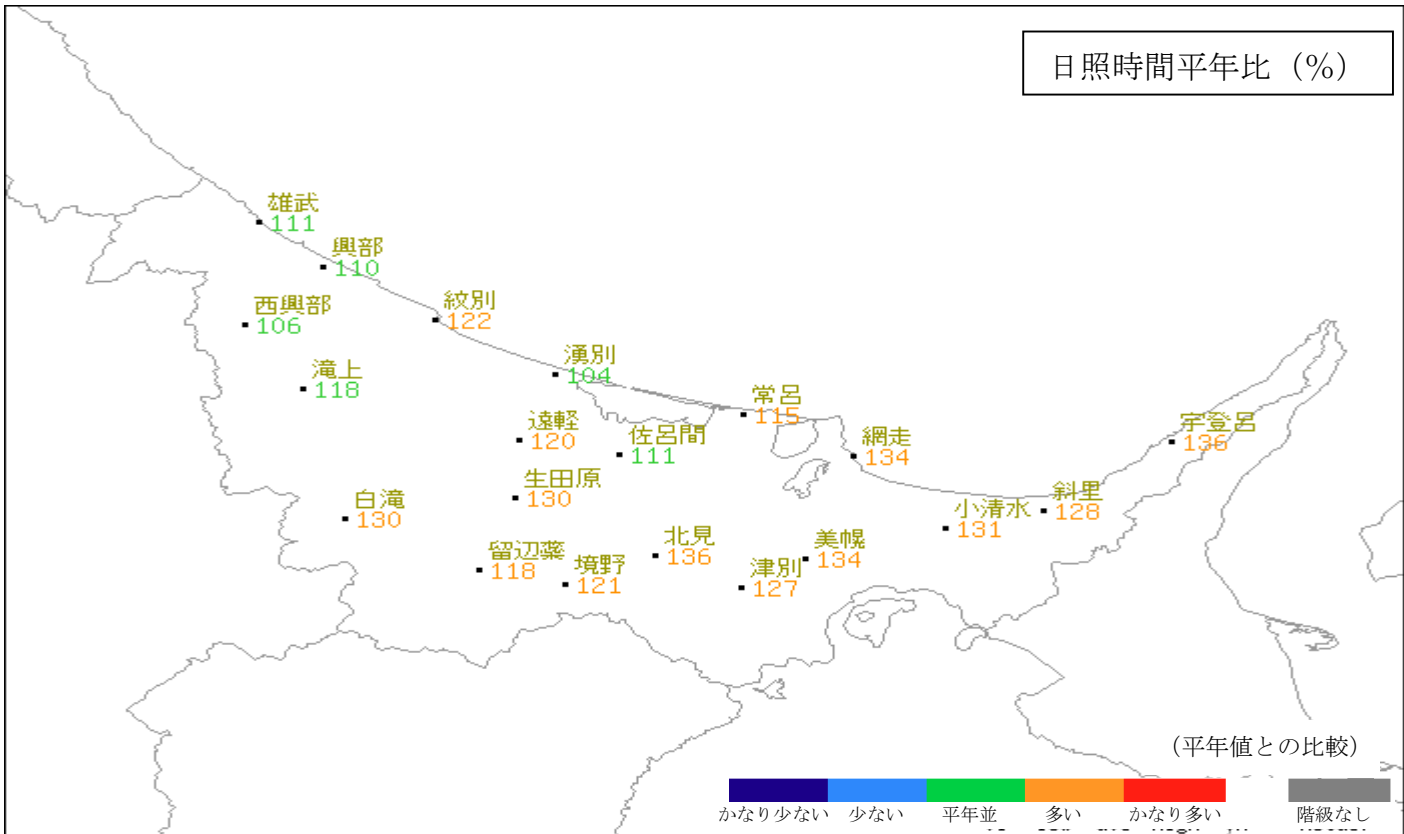 日照時間平年比（%）
雄武
111
興部
110
西興部
106
紋別
122
滝上
118
湧別
104
常呂
115
遠軽
120
佐呂間
111
網走
134
宇登呂
136
生田原
130
白滝
130
斜里
128
小清水
131
北見
136
美幌
134
留辺蘂
118
境野
121
津別
127
（平年値との比較）
かなり少ない 少ない 平年並 多い かなり多い 階級なし